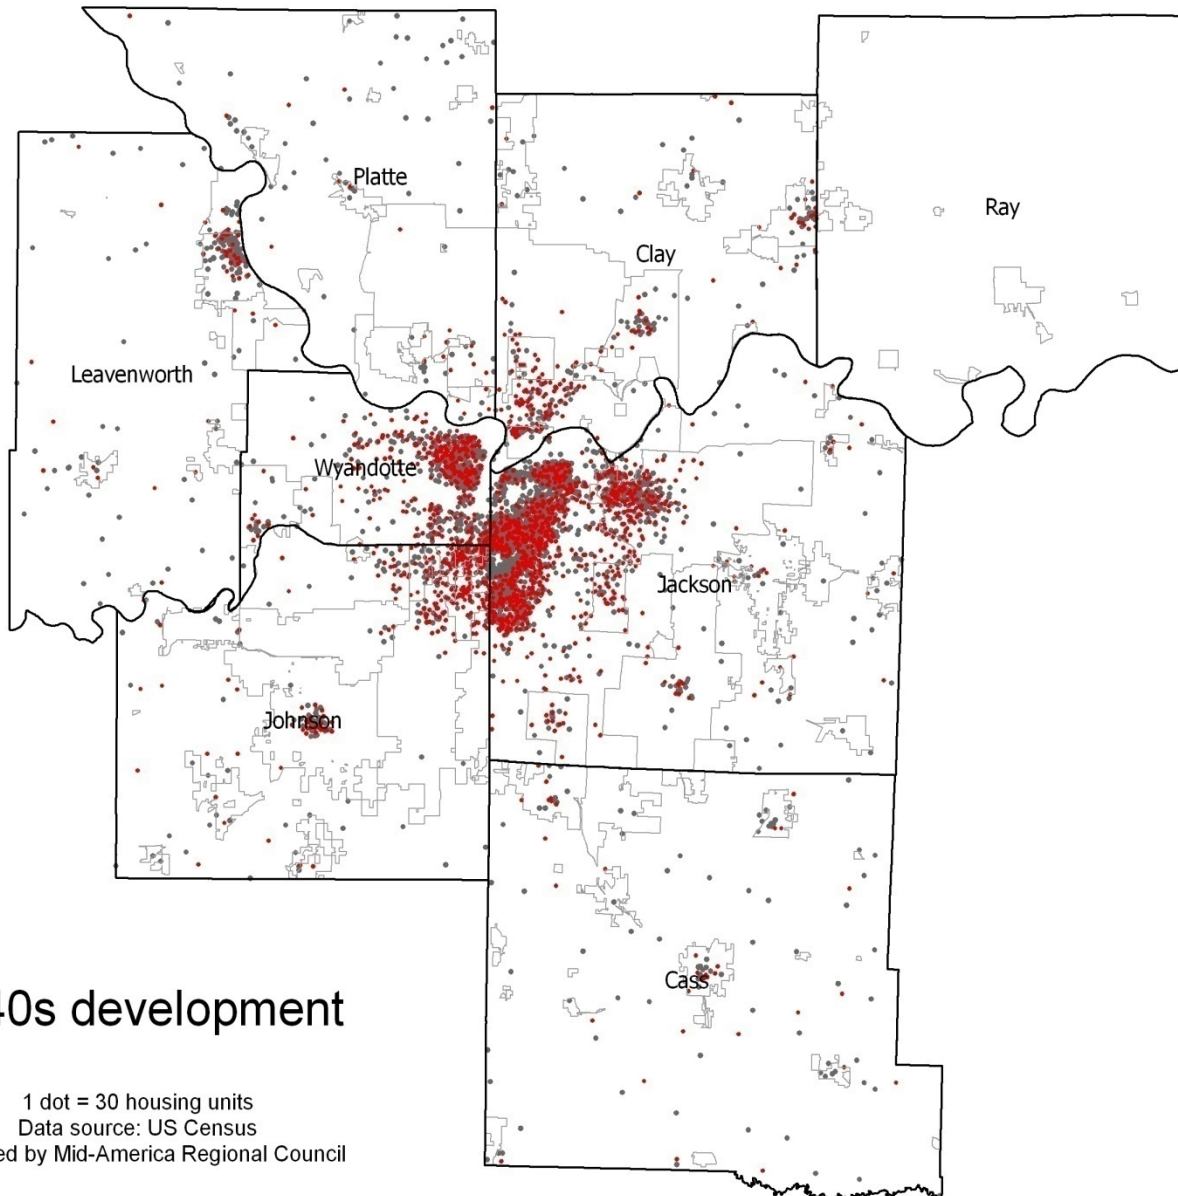 Platte
Ray
Clay
Leavenworth
Wyandotte
Jackson
Johnson
Cass
40s development
1 dot = 30 housing units
Data source: US Census
ed by Mid-America Regional Council